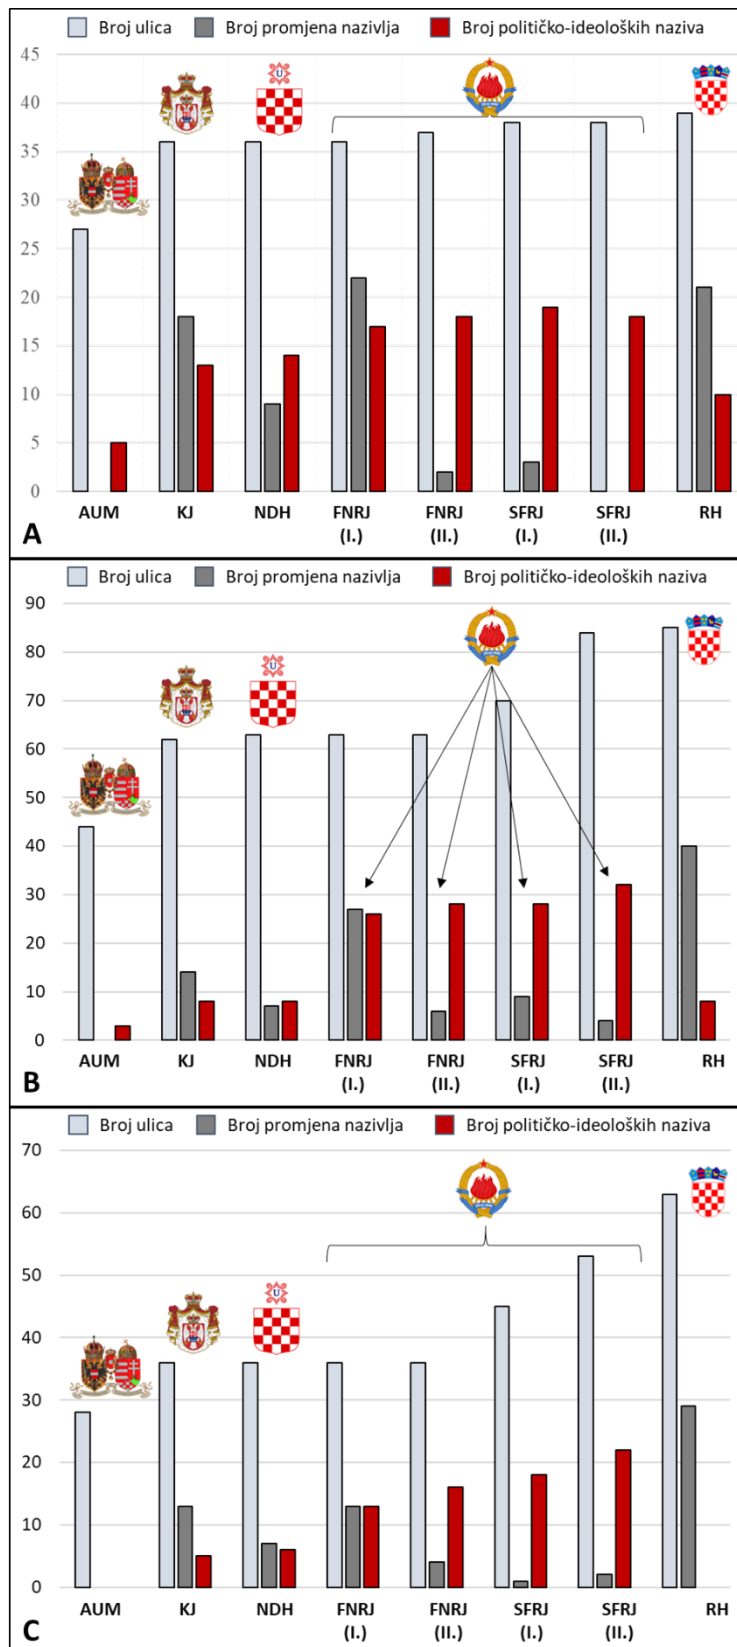 Broj ulica Broj promjena nazivlja Broj političko-ideoloških naziva
45
40
35
30
25
20
15
10
5
0
U
AUM KJ NDH FNRJ (I.) FNRJ (II.) SFRJ (I.) SFRJ (II.) RH
A
Broj ulica Broj promjena nazivlja Broj političko-ideoloških naziva
90
80
70
60
50
40
30
20
10
0
U
AUM KJ NDH FNRJ (I.) FNRJ (II.) SFRJ (I.) SFRJ (II.) RH
B
Broj ulica Broj promjena nazivlja Broj političko-ideoloških naziva
70
60
50
40
30
20
10
0
U
AUM KJ NDH FNRJ (I.) FNRJ (II.) SFRJ (I.) SFRJ (II.) RH
C